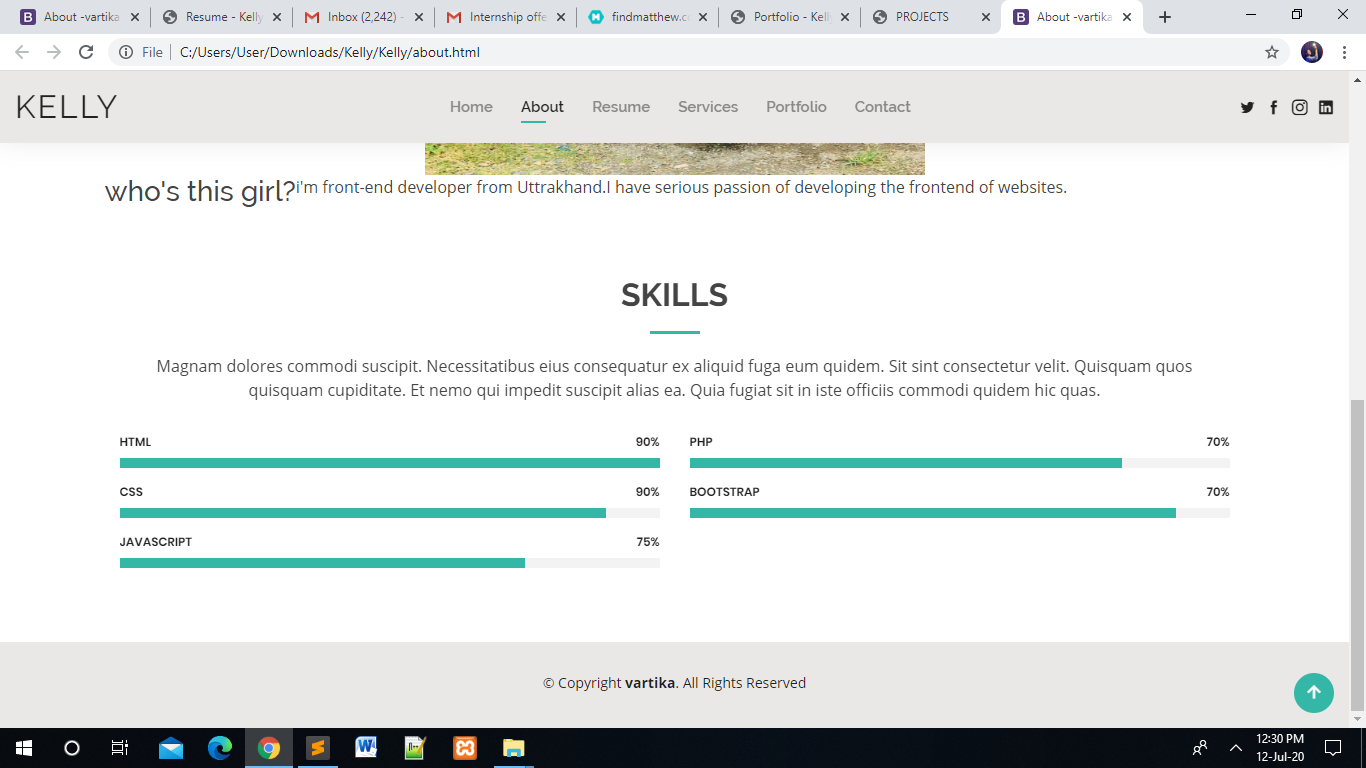 About -vartika
Resume - Kelly
Inbox (2,242) -
Internship offe
findmatthew.c
Portfolio - Kell
PROJECTS
About -vartika
File
C:/Users/User/Downloads/Kelly/Kelly/about.html
KELLY
Home
About
Resume
Services
Portfolio
Contact
who's this girl?i'm front-end developer from Uttrakhand.I have serious passion of developing the frontend of websites.
SKILLS
Magnam dolores commodi suscipit. Necessitatibus eius consequatur ex aliquid fuga eum quidem. Sit sint consectetur velit. Quisquam quos
quisquam cupiditate. Et nemo qui impedit suscipit alias ea. Quia fugiat sit in iste officiis commodi quidem hic quas.
HTML 90%
PHP 70%
CSS 90%
BOOTSTRAP 70%
JAVASCRIPT 75%
© Copyright vartika. All Rights Reserved
12:30 PM
12-Jul-20